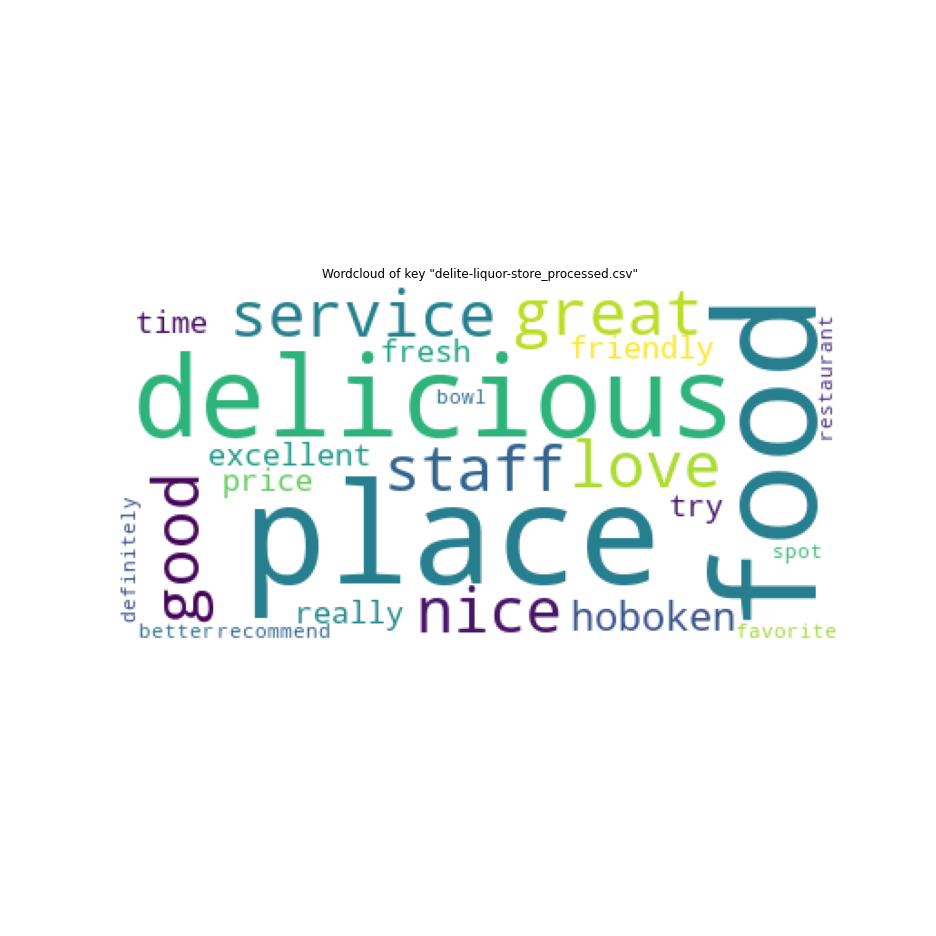 Wordcloud of key "delite-liquor-store_processed.csv"
time
service
great
food
restaurant
fresh
friendly
delicious
bowl
excellent
staff
love
price
good
place
try
definitely
spot
really
nice
hoboken
better
recommend
favorite